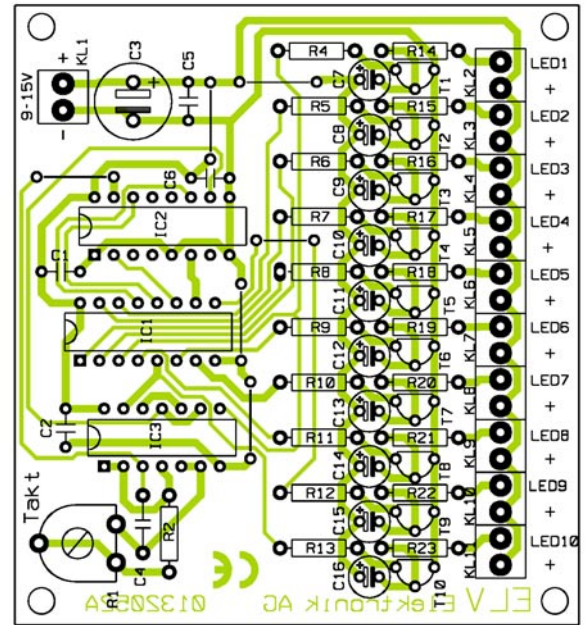 KL1
+
9-15V
-
C3
+
C5
C6
IC2
C1
IC1
C2
IC3
Takt
R1
C4
R2
R4
C7
R14
T1
KL2
LED1
+
R5
C8
R15
T2
KL3
LED2
+
R6
C9
R16
T3
KL4
LED3
+
R7
C10
R17
T4
KL5
LED4
+
R8
C11
R18
T5
KL6
LED5
+
R9
C12
R19
T6
KL7
LED6
+
R10
C13
R20
T7
KL8
LED7
+
R11
C14
R21
T8
KL9
LED8
+
R12
C15
R22
T9
KL10
LED9
+
R13
C16
R23
T10
KL11
LED10
+
CE
0132052A
ELV Elektronik AG